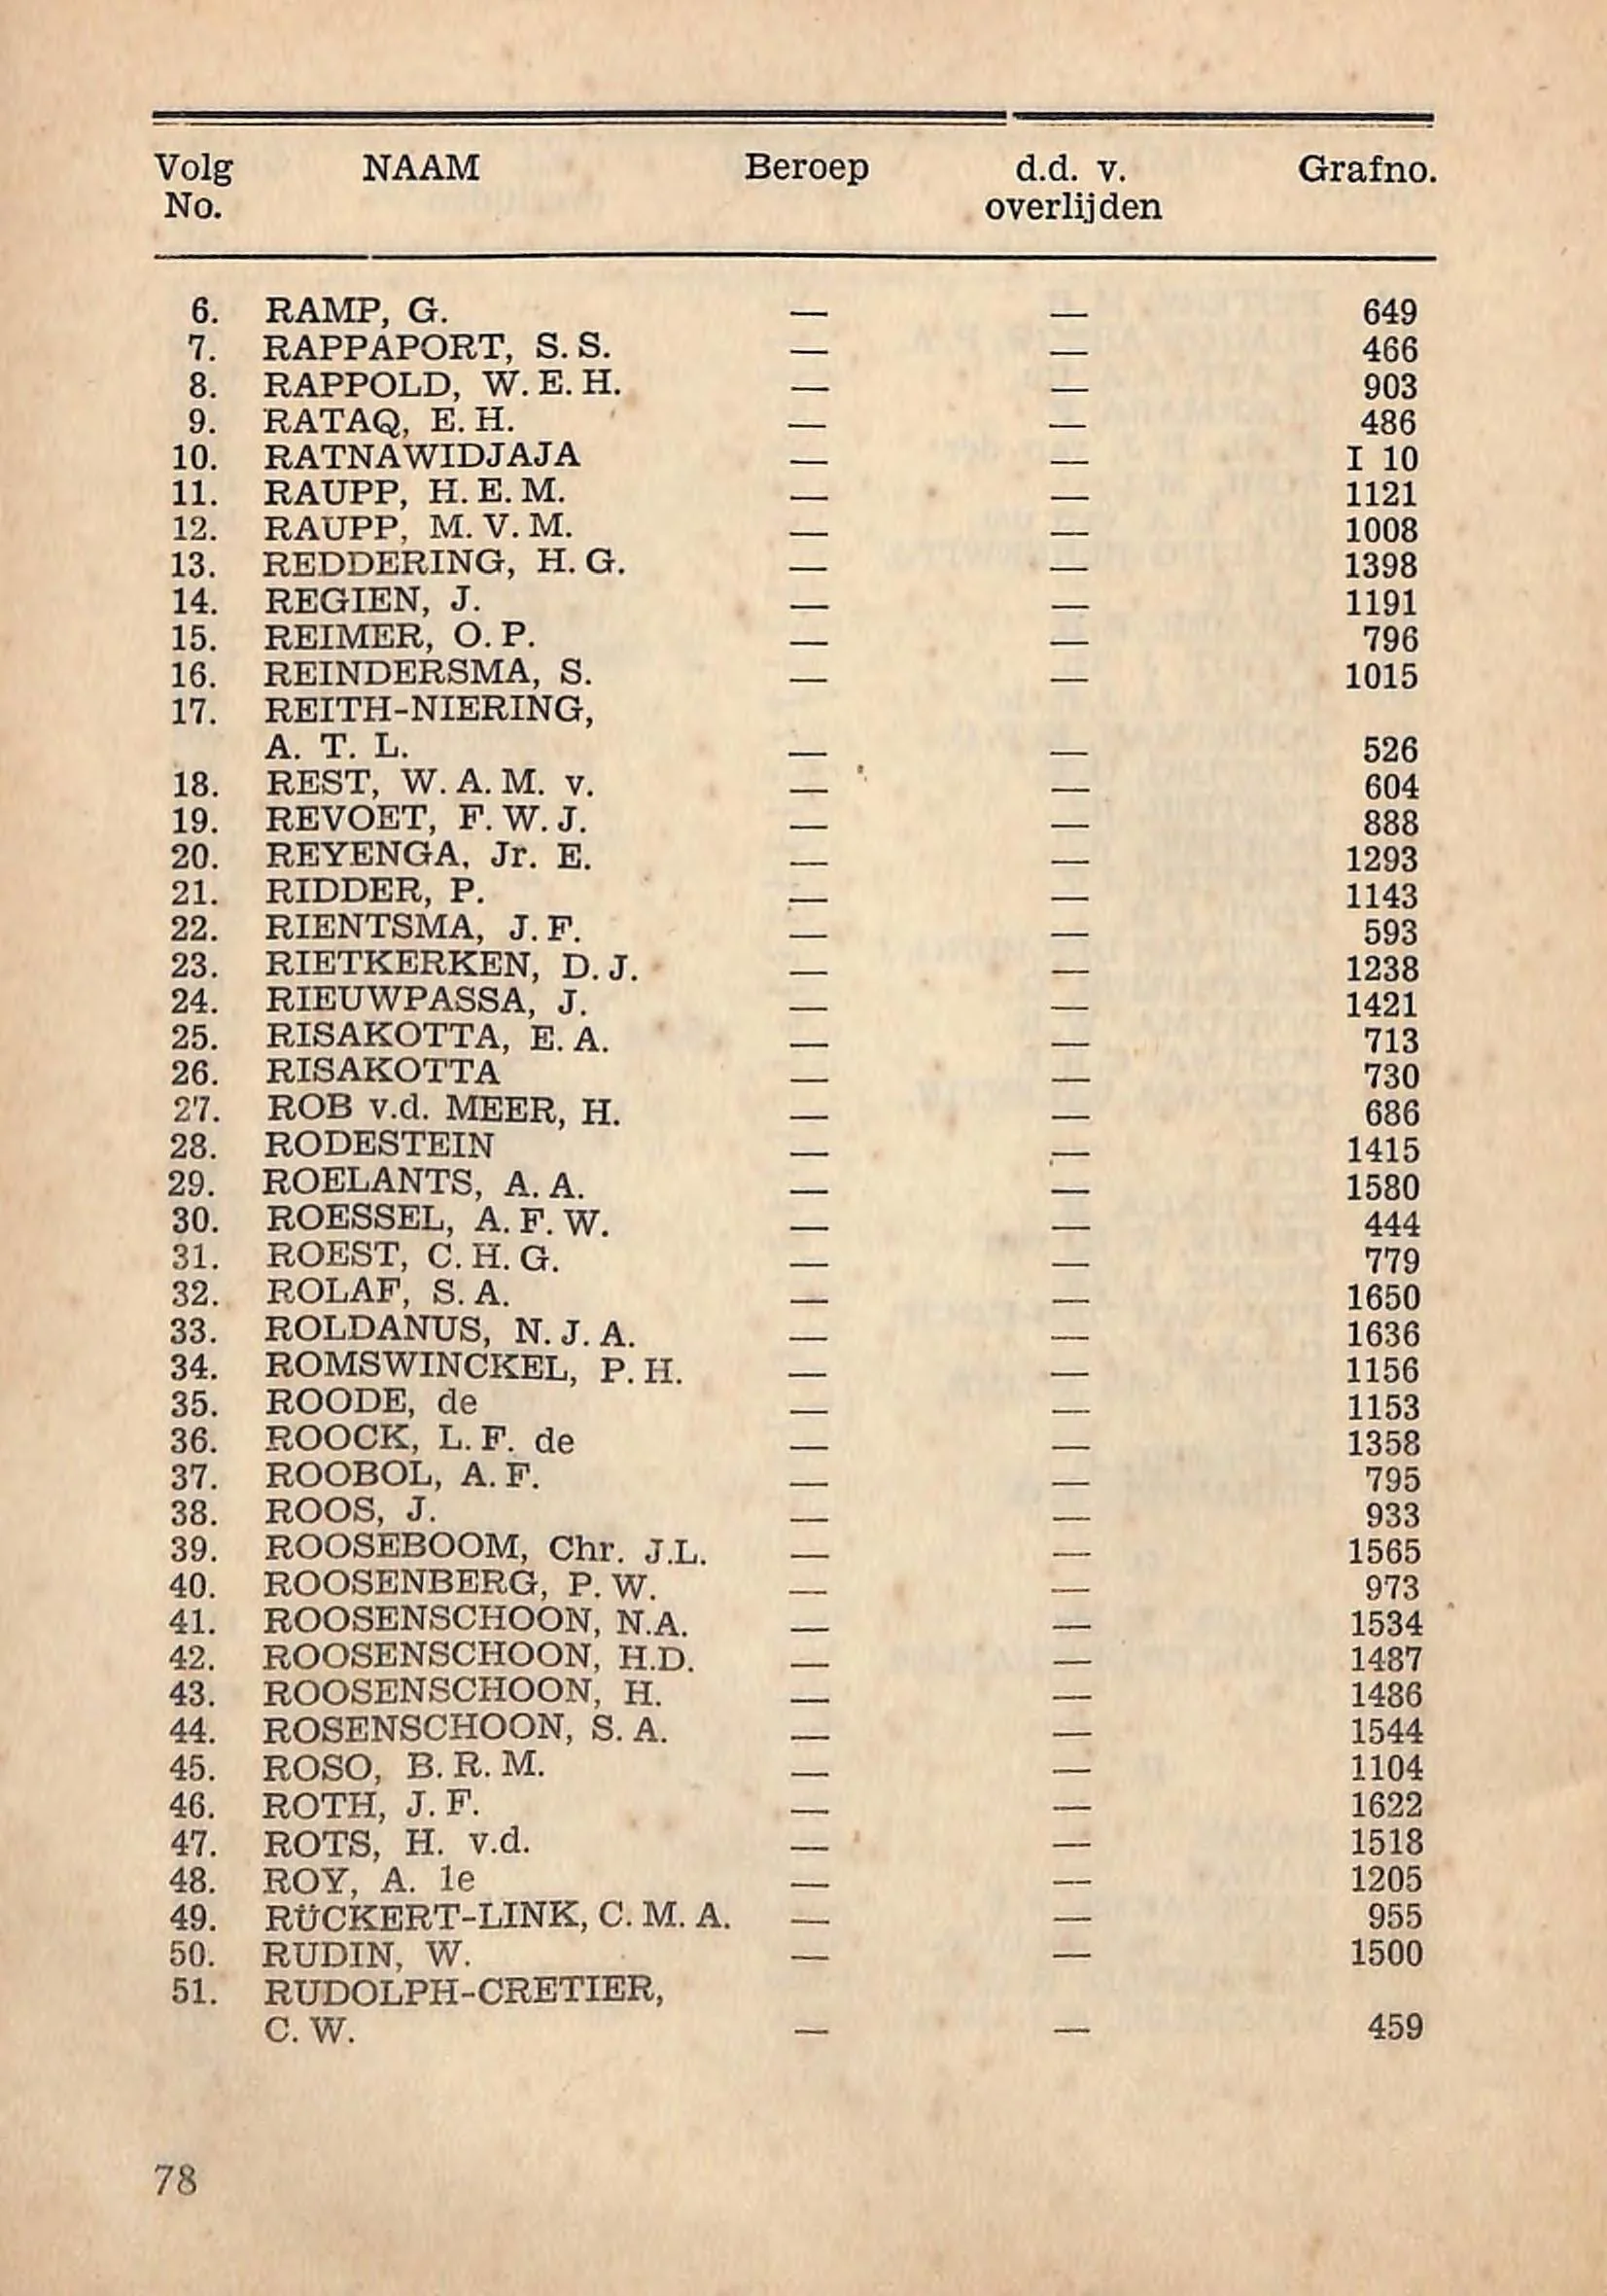 Volg NAAM Beroep d.d. v. Grafno.
No. overlijden
6. RAMP, G. — — 649
7. RAPPAPORT, S. S. — — 466
8. RAPPOLD, W. E. H. — — 903
9. RATAQ, E. H. — — 486
10. RATNAWIDJAJA — — I 10
11. RAUPP, H. E. M. — — 1121
12. RAUPP, M. V. M. — — 1008
13. REDDERING, H. G. — — 1398
14. REGIEN, J. — — 1191
15. REIMER, O. P. — — 796
16. REINDERSMA, S. — — 1015
17. REITH-NIERING,
A. T. L. — — 526
18. REST, W. A. M. v. — — 604
19. REVOET, F. W. J. — — 888
20. REYENGA, Jr. E. — — 1293
21. RIDDER, P. — — 1143
22. RIENTSMA, J. F. — — 593
23. RIETKERKEN, D. J. — — 1238
24. RIEUWPASSA, J. — — 1421
25. RISAKOTTA, E. A. — — 713
26. RISAKOTTA — — 730
27. ROB v.d. MEER, H. — — 686
28. RODESTEIN — — 1415
29. ROELANTS, A. A. — — 1580
30. ROESSEL, A. F. W. — — 444
31. ROEST, C. H. G. — — 779
32. ROLAF, S. A. — — 1650
33. ROLDANUS, N. J. A. — — 1636
34. ROMSWINCKEL, P. H. — — 1156
35. ROODE, de — — 1153
36. ROOCK, L. F. de — — 1358
37. ROOBOL, A. F. — — 795
38. ROOS, J. — — 933
39. ROOSEBOOM, Chr. J.L. — — 1565
40. ROOSENBERG, P. W. — — 973
41. ROOSENSCHOON, N.A. — — 1534
42. ROOSENSCHOON, H.D. — — 1487
43. ROOSENSCHOON, H. — — 1486
44. ROSENSCHOON, S. A. — — 1544
45. ROSO, B. R. M. — — 1104
46. ROTH, J. F. — — 1622
47. ROTS, H. v.d. — — 1518
48. ROY, A. le — — 1205
49. RÜCKERT-LINK, C. M. A. — — 955
50. RUDIN, W. — — 1500
51. RUDOLPH-CRETIER,
C. W. — — 459
78